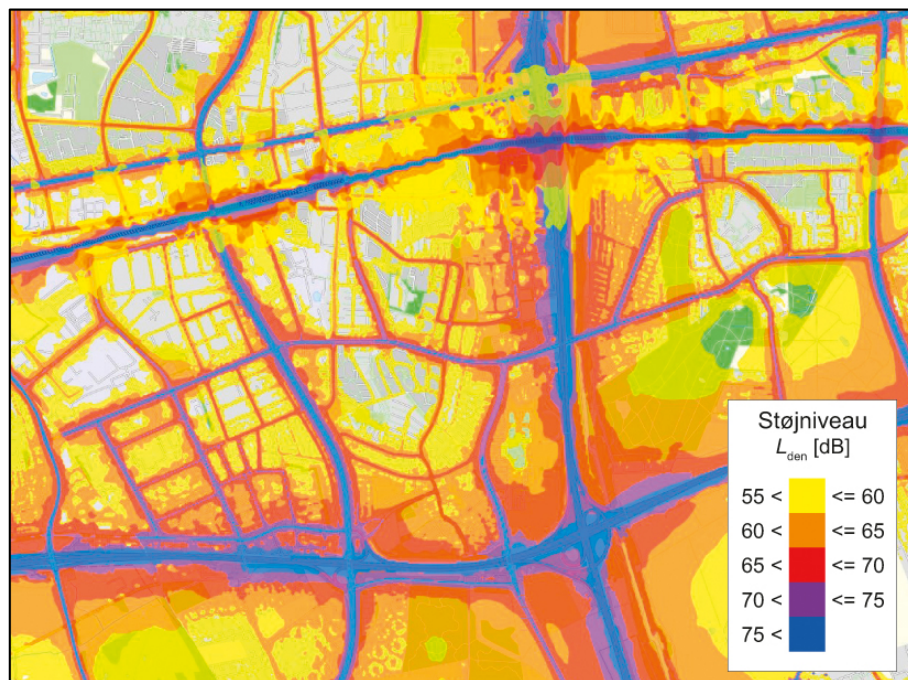 Støjniveau
Lden [dB]
55 < <= 60
60 < <= 65
65 < <= 70
70 < <= 75
75 <